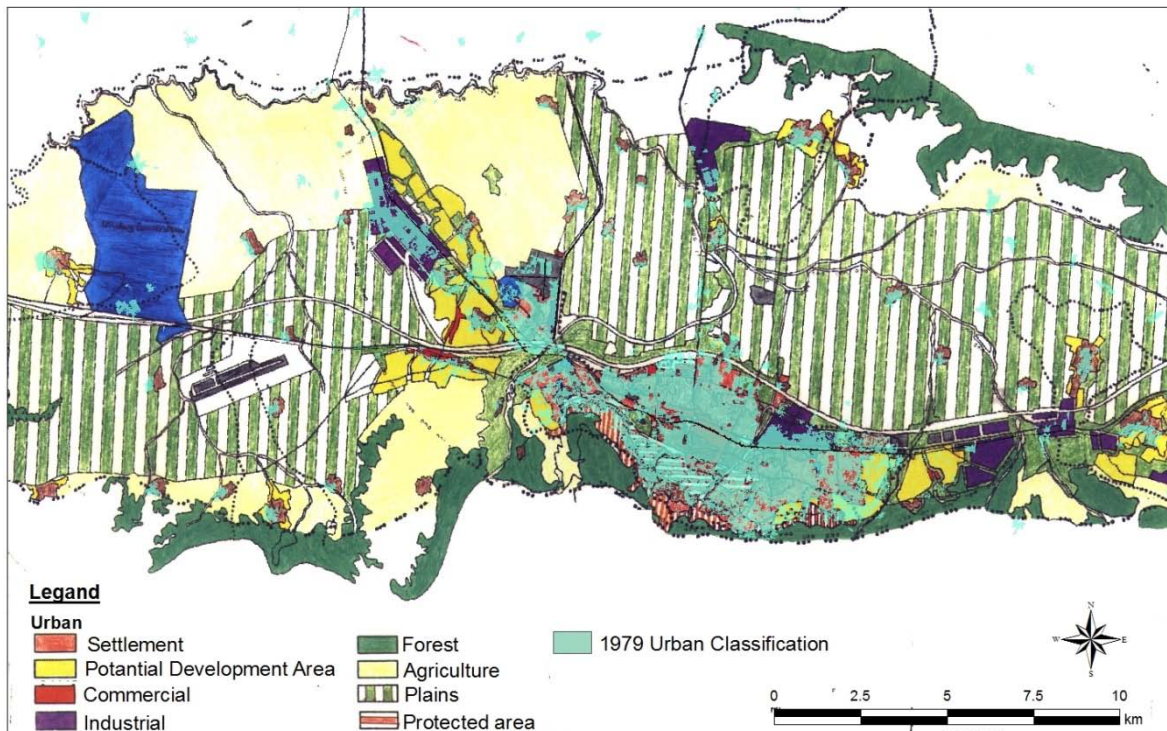 Legand
Urban
Settlement
Potantial Development Area
Commercial
Industrial
Forest
Agriculture
Plains
Protected area
1979 Urban Classification
N
W
E
S
0 2.5 5 7.5 10
km